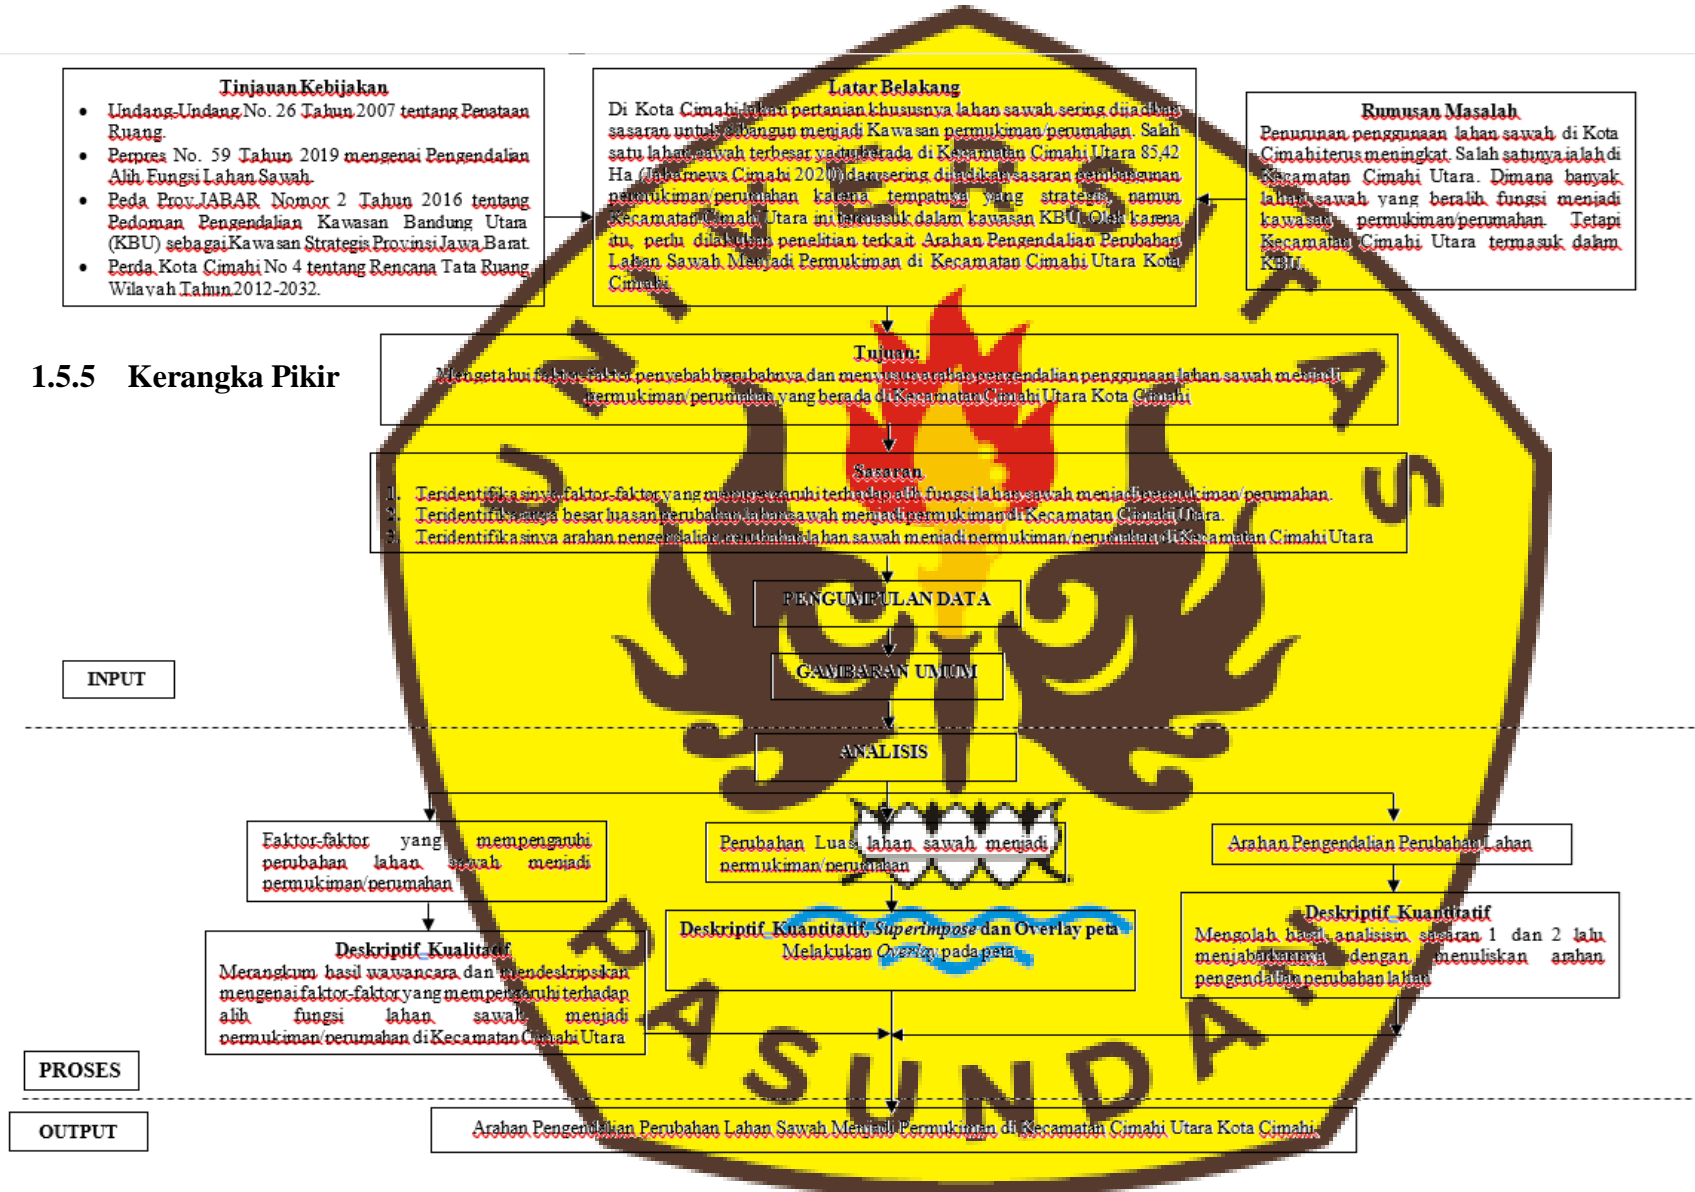 Tinjauan Kebijakan
• Undang-Undang No. 26 Tahun 2007 tentang Penataan
Ruang.
• Perpres No. 59 Tahun 2019 mengenai Pengendalian
Alih Fungsi Lahan Sawah.
• Peda Prov.JABAR Nomor 2 Tahun 2016 tentang
Pedoman Pengendalian Kawasan Bandung Utara
(KBU) sebagai Kawasan Strategis Provinsi Jawa Barat.
• Perda Kota Cimahi No 4 tentang Rencana Tata Ruang
Wilayah Tahun 2012-2032.
Latar Belakang
Di Kota Cimahi lahan pertanian khususnya lahan sawah sering dijadikan
sasaran untuk dibangun menjadi Kawasan permukiman/perumahan. Salah
satu lahan sawah terbesar yaitu berada di Kecamatan Cimahi Utara 85,42
Ha (Jabarnews Cimahi 2020) dan sering dijadikan sasaran pembangunan
permukiman/perumahan karena tempatnya yang strategis namun
Kecamatan Cimahi Utara ini termasuk dalam kawasan KBU. Oleh karena
itu, perlu dilakukan penelitian terkait Arahan Pengendalian Perubahan
Lahan Sawah Menjadi Permukiman di Kecamatan Cimahi Utara Kota
Cimahi
Rumusan Masalah
Penurunan penggunaan lahan sawah di Kota
Cimahi terus meningkat. Salah satunya ialah di
Kecamatan Cimahi Utara. Dimana banyak
lahan sawah yang beralih fungsi menjadi
kawasan permukiman/perumahan. Tetapi
Kecamatan Cimahi Utara termasuk dalam
KBU.
1.5.5 Kerangka Pikir
Tujuan:
Mengetahui faktor-faktor penyebab berubahnya dan menyusun arahan pengendalian penggunaan lahan sawah menjadi
permukiman/perumahan yang berada di Kecamatan Cimahi Utara Kota Cimahi
Sasaran
1. Teridentifikasinya faktor-faktor yang mempengaruhi terhadap alih fungsi lahan sawah menjadi permukiman/perumahan.
2. Teridentifikasinya besar luasan perubahan lahan sawah menjadi permukiman di Kecamatan Cimahi Utara.
3. Teridentifikasinya arahan pengendalian perubahan lahan sawah menjadi permukiman/perumahan di Kecamatan Cimahi Utara
PENGUMPULAN DATA
GAMBARAN UMUM
INPUT
ANALISIS
Faktor-faktor yang mempengaruhi
perubahan lahan sawah menjadi
permukiman/perumahan
Perubahan Luas lahan sawah menjadi
permukiman/perumahan
Arahan Pengendalian Perubahan Lahan
Deskriptif Kualitatif
Merangkum hasil wawancara dan mendeskripsikan
mengenai faktor-faktor yang mempengaruhi terhadap
alih fungsi lahan sawah menjadi
permukiman/perumahan di Kecamatan Cimahi Utara
Deskriptif Kuantitatif, Superimpose dan Overlay peta
Melakukan Overlay pada peta
Deskriptif Kuantitatif
Mengolah hasil analisisin sasaran 1 dan 2 lalu
menjabarkannya dengan menuliskan arahan
pengendalian perubahan lahan
PROSES
OUTPUT
Arahan Pengendalian Perubahan Lahan Sawah Menjadi Permukiman di Kecamatan Cimahi Utara Kota Cimahi
UNIVERSITAS
PASUNDAN